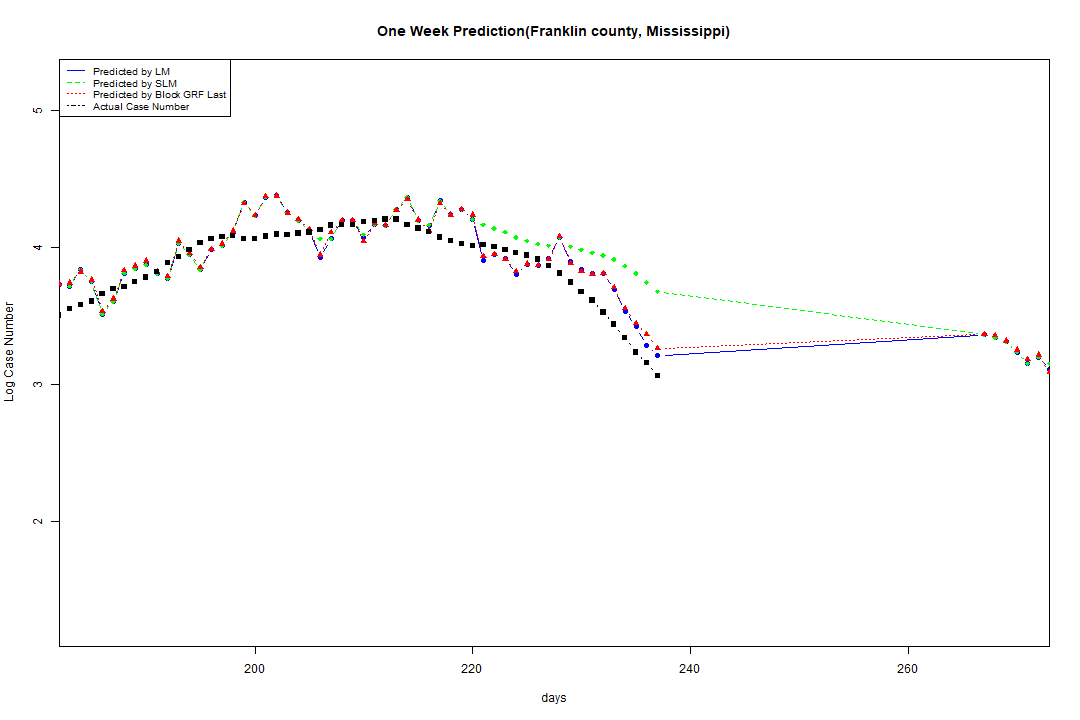 One Week Prediction(Franklin county, Mississippi)
Predicted by LM
Predicted by SLM
Predicted by Block GRF Last
Actual Case Number
5
4
3
2
Log Case Number
200
220
240
260
days